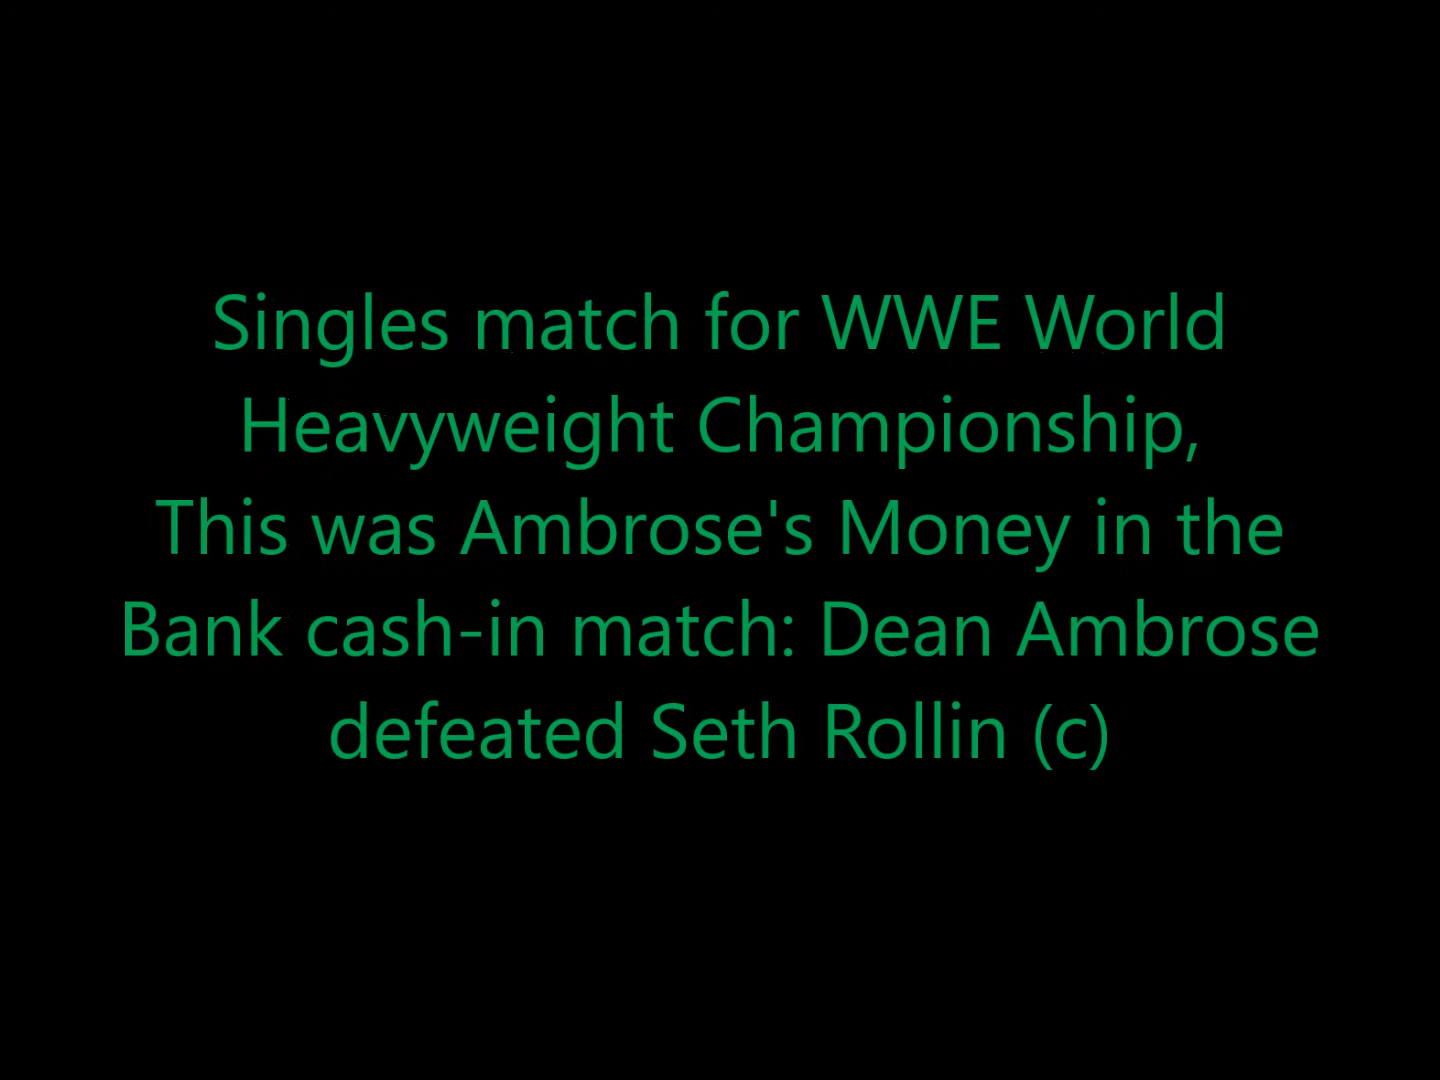 Singles match for WWE World
Heavyweight Championship,
This was Ambrose's Money in the
Bank cash-in match: Dean Ambrose
defeated Seth Rollin (c)